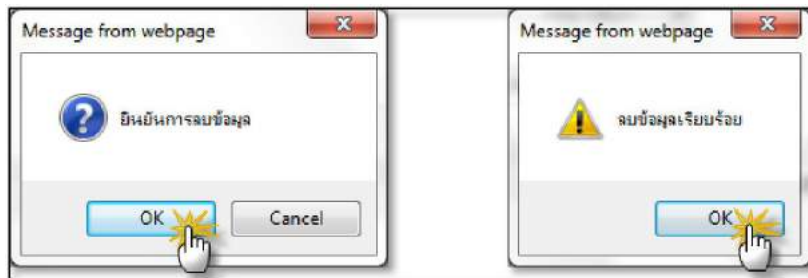 Message from webpage
ยืนยันการลบข้อมูล
OK
Cancel
Message from webpage
ลบข้อมูลเรียบร้อย
OK